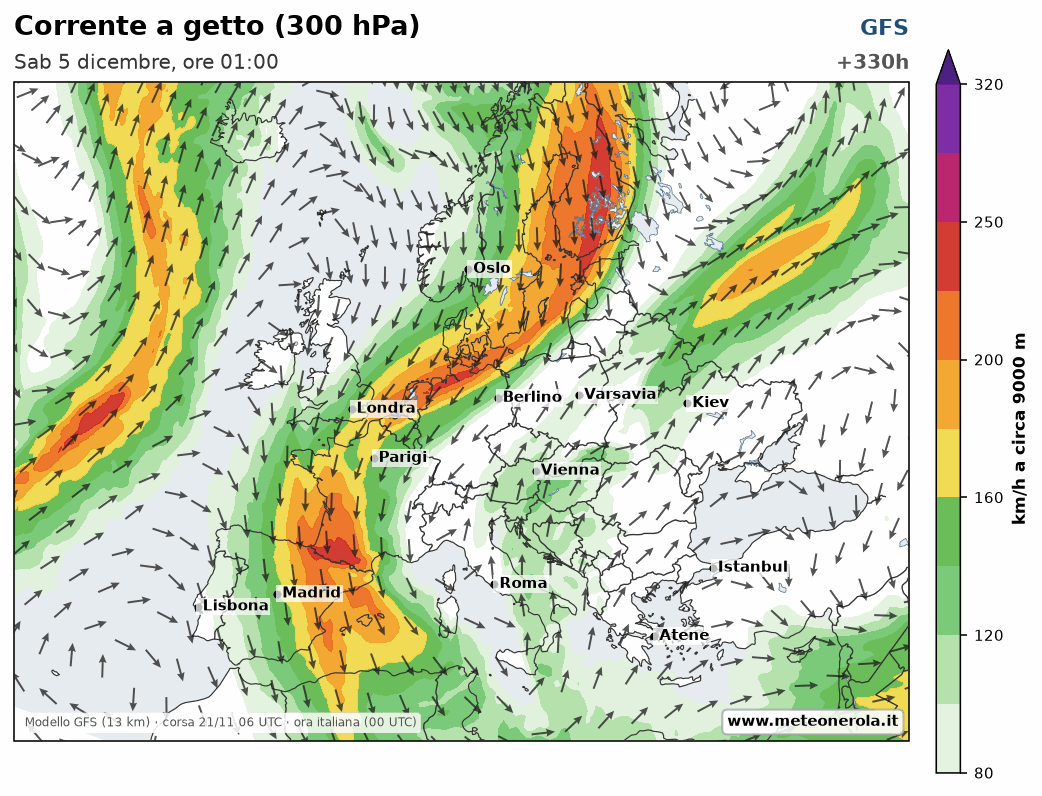 Corrente a getto (300 hPa)
GFS
Sab 5 dicembre, ore 01:00
+330h
320
250
200
160
120
80
km/h a circa 9000 m
Oslo
Londra
Berlino
Varsavia
Kiev
Parigi
Vienna
Roma
Istanbul
Madrid
Lisbona
Atene
Modello GFS (13 km) · corsa 21/11 06 UTC · ora italiana (00 UTC)
www.meteonerola.it